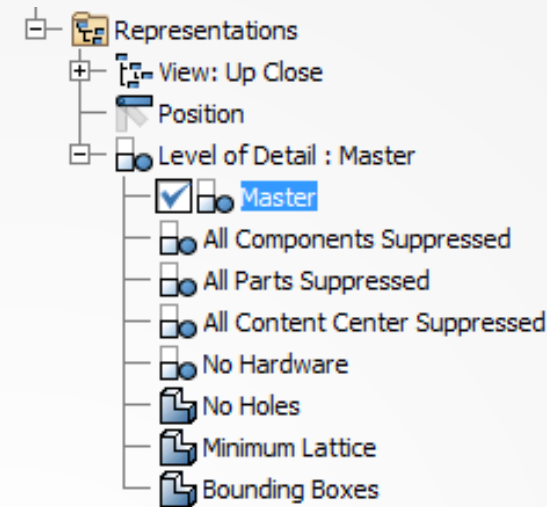 Representations
View: Up Close
Position
Level of Detail : Master
Master
All Components Suppressed
All Parts Suppressed
All Content Center Suppressed
No Hardware
No Holes
Minimum Lattice
Bounding Boxes